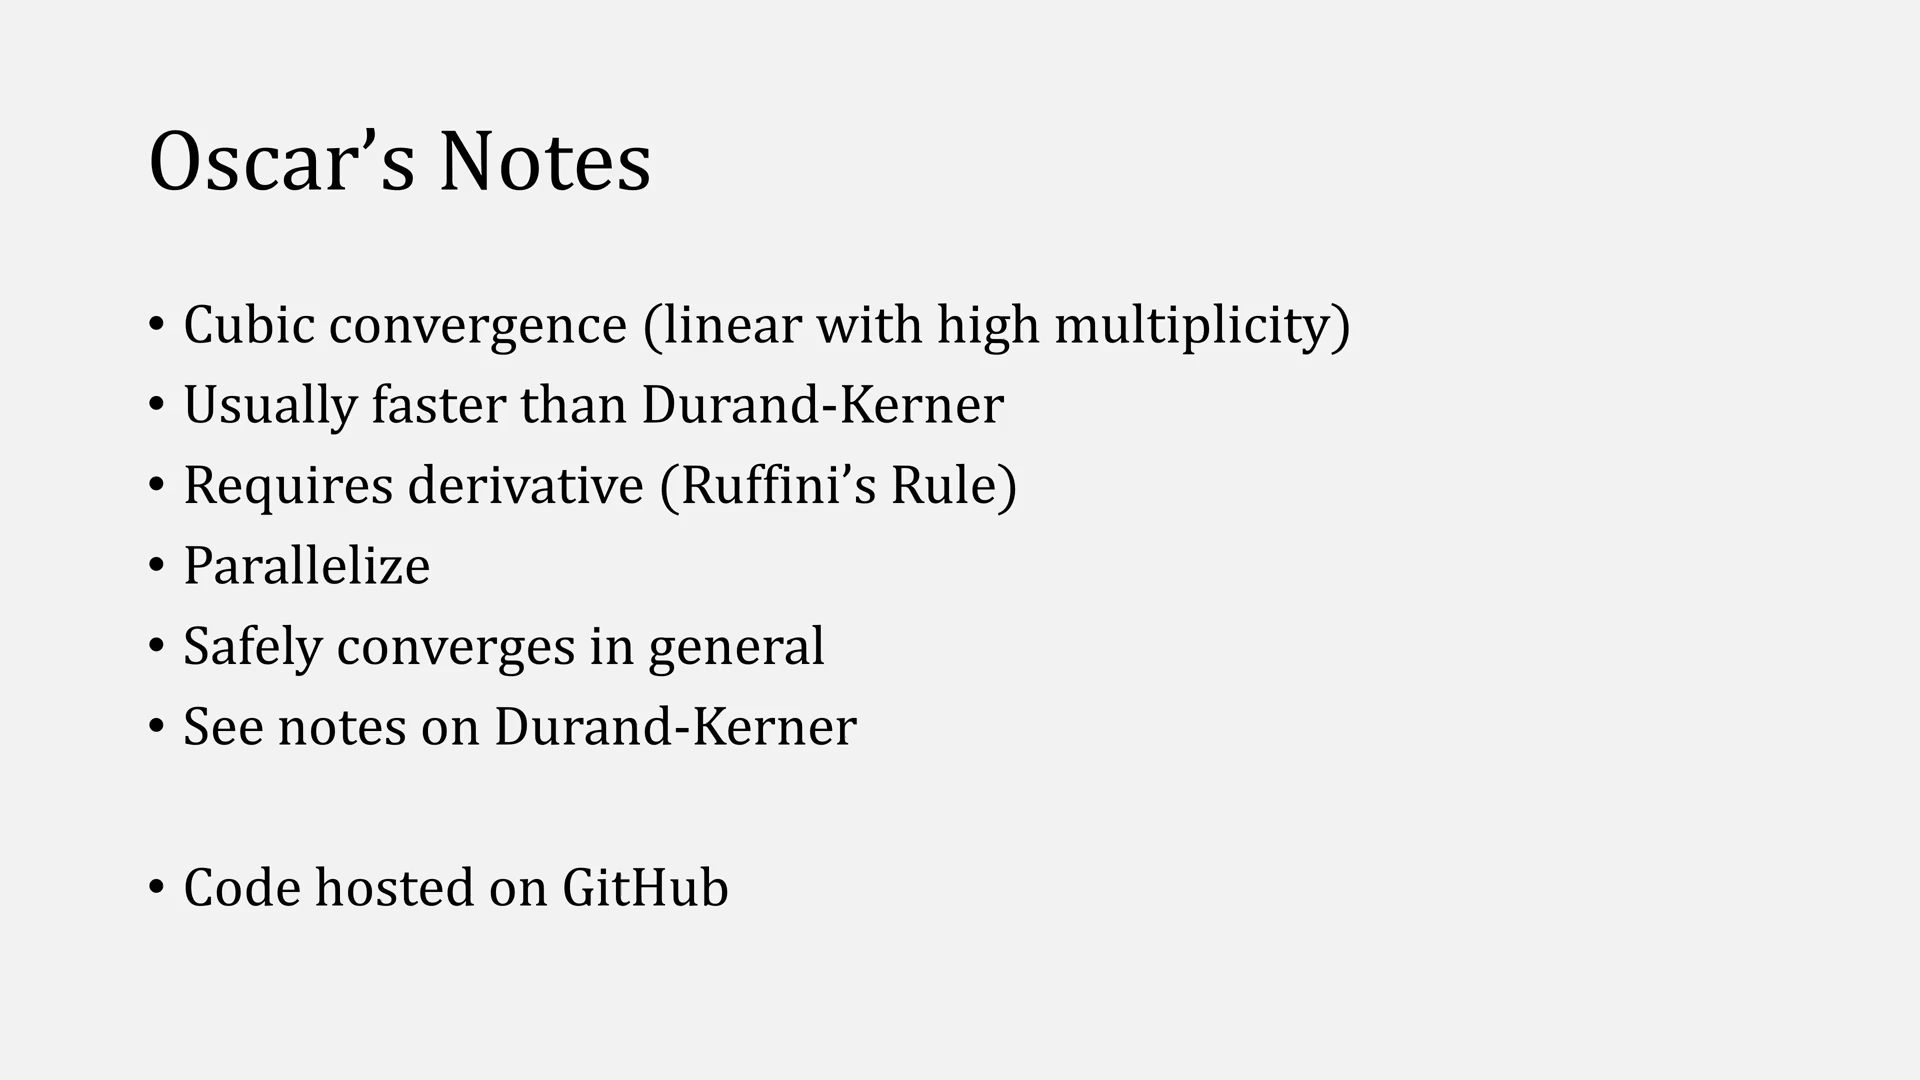 Oscar’s Notes
• Cubic convergence (linear with high multiplicity)
• Usually faster than Durand-Kerner
• Requires derivative (Ruffini’s Rule)
• Parallelize
• Safely converges in general
• See notes on Durand-Kerner
• Code hosted on GitHub